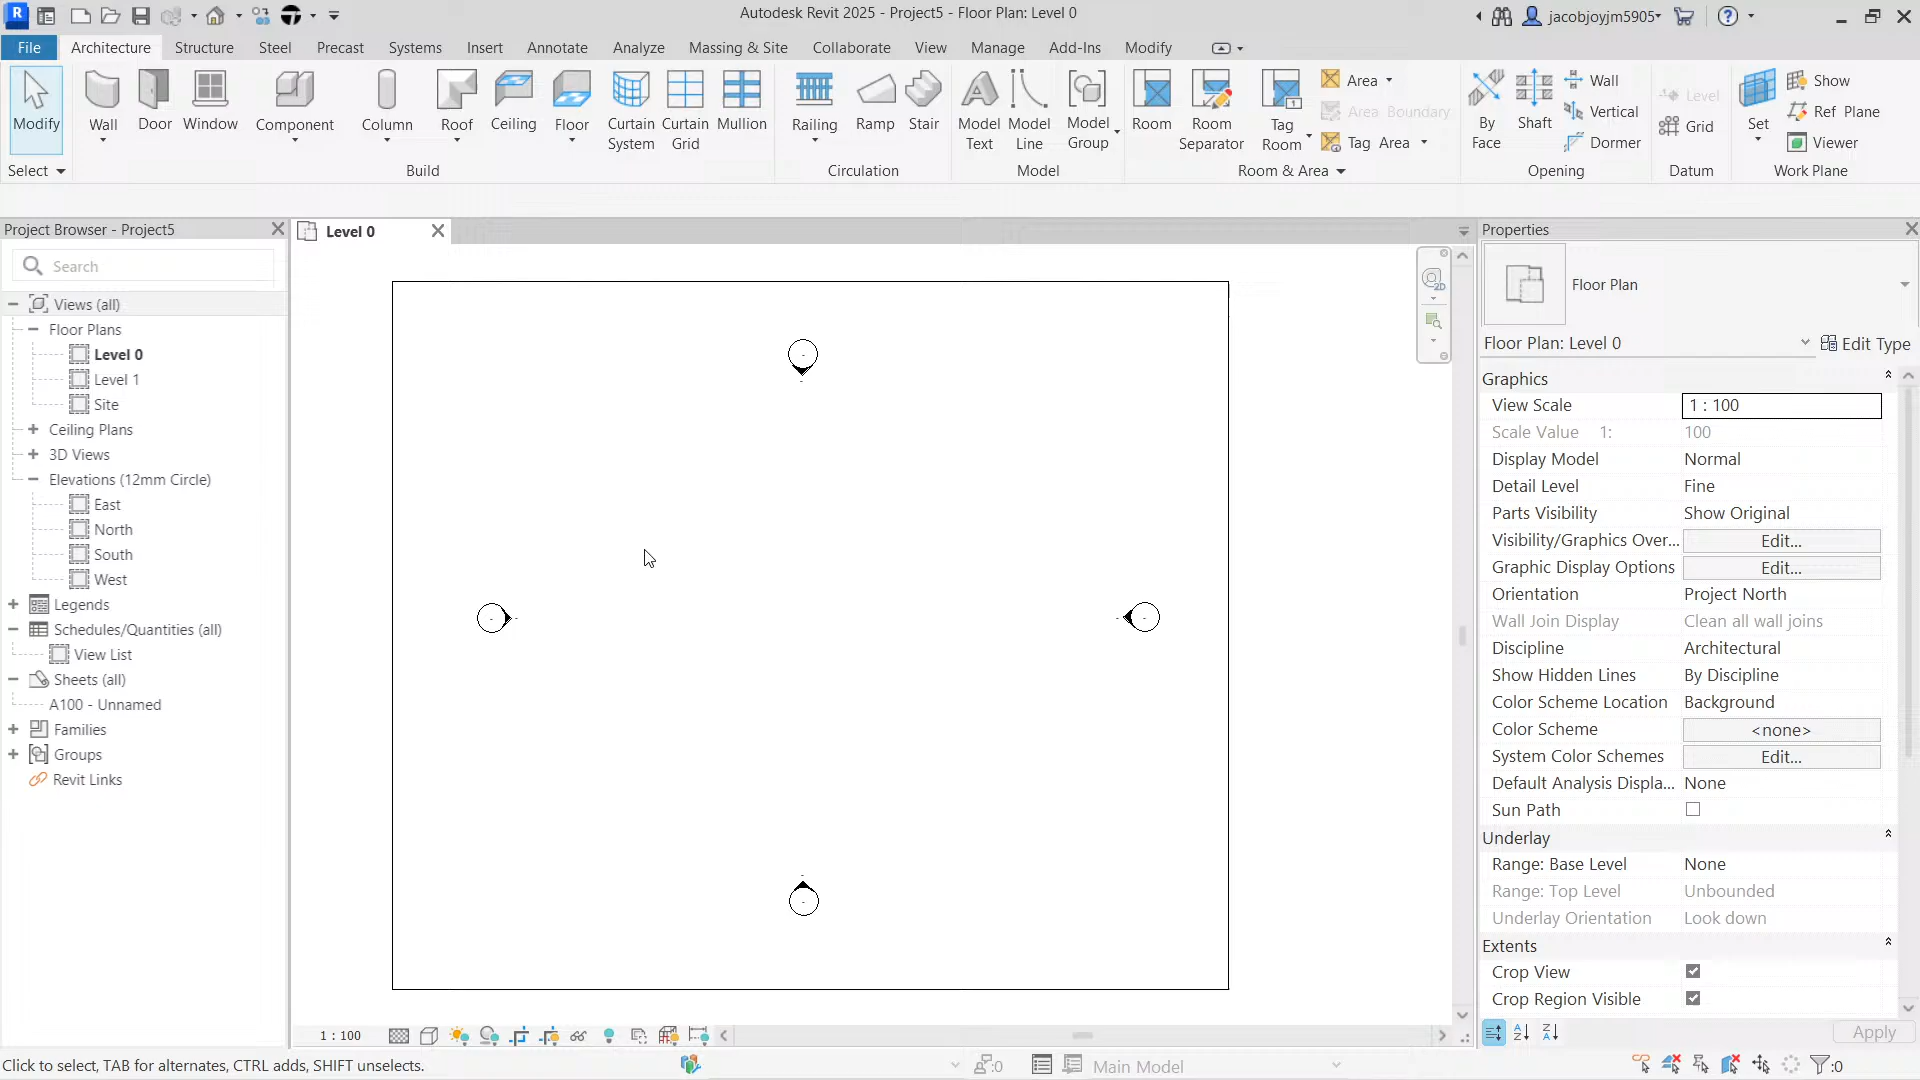 Autodesk Revit 2025 - Project5 - Floor Plan: Level 0
jacobjoyjm5905
File Architecture Structure Steel Precast Systems Insert Annotate Analyze Massing & Site Collaborate View Manage Add-Ins Modify
Modify
Wall
Door
Window
Component
Column
Roof
Ceiling
Floor
Curtain
System
Curtain
Grid
Mullion
Railing
Ramp
Stair
Model
Text
Model
Line
Model
Group
Room
Room
Separator
Tag
Room
Area
Area Boundary
Tag Area
By
Face
Shaft
Wall
Vertical
Dormer
Level
Grid
Set
Show
Ref Plane
Viewer
Select
Build
Circulation
Model
Room & Area
Opening
Datum
Work Plane
Project Browser - Project5
Search
Views (all)
Floor Plans
Level 0
Level 1
Site
Ceiling Plans
3D Views
Elevations (12mm Circle)
East
North
South
West
Legends
Schedules/Quantities (all)
View List
Sheets (all)
A100 - Unnamed
Families
Groups
Revit Links
Level 0
2D
1 : 100
Properties
Floor Plan
Floor Plan: Level 0
Edit Type
Graphics
View Scale 1 : 100
Scale Value 1: 100
Display Model Normal
Detail Level Fine
Parts Visibility Show Original
Visibility/Graphics Over... Edit...
Graphic Display Options Edit...
Orientation Project North
Wall Join Display Clean all wall joins
Discipline Architectural
Show Hidden Lines By Discipline
Color Scheme Location Background
Color Scheme <none>
System Color Schemes Edit...
Default Analysis Displa... None
Sun Path
Underlay
Range: Base Level None
Range: Top Level Unbounded
Underlay Orientation Look down
Extents
Crop View
Crop Region Visible
Apply
Click to select, TAB for alternates, CTRL adds, SHIFT unselects.
:0
Main Model
:0